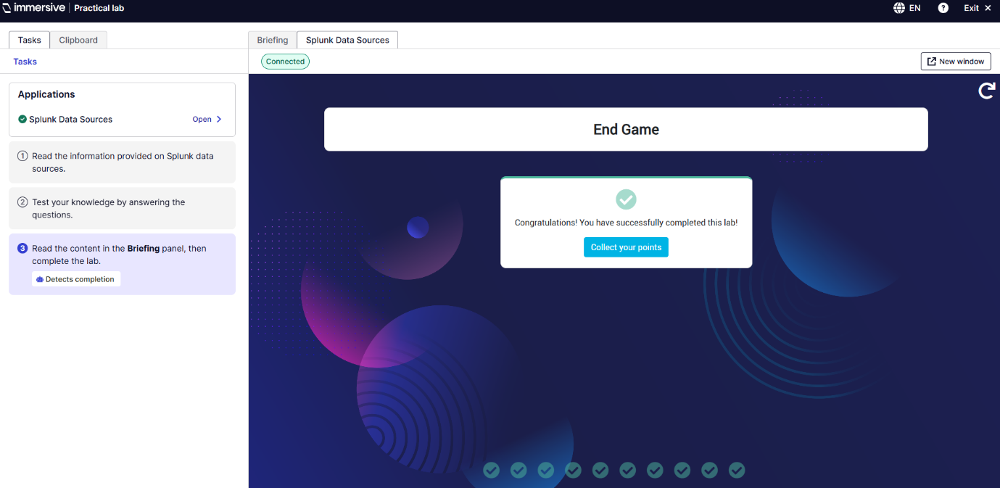 immersive | Practical lab
EN
?
Exit ×
Tasks
Clipboard
Briefing
Splunk Data Sources
Tasks
Connected
New window
Applications
Splunk Data Sources
Open >
1 Read the information provided on Splunk data
sources.
2 Test your knowledge by answering the
questions.
3 Read the content in the Briefing panel, then
complete the lab.
Detects completion
End Game
Congratulations! You have successfully completed this lab!
Collect your points